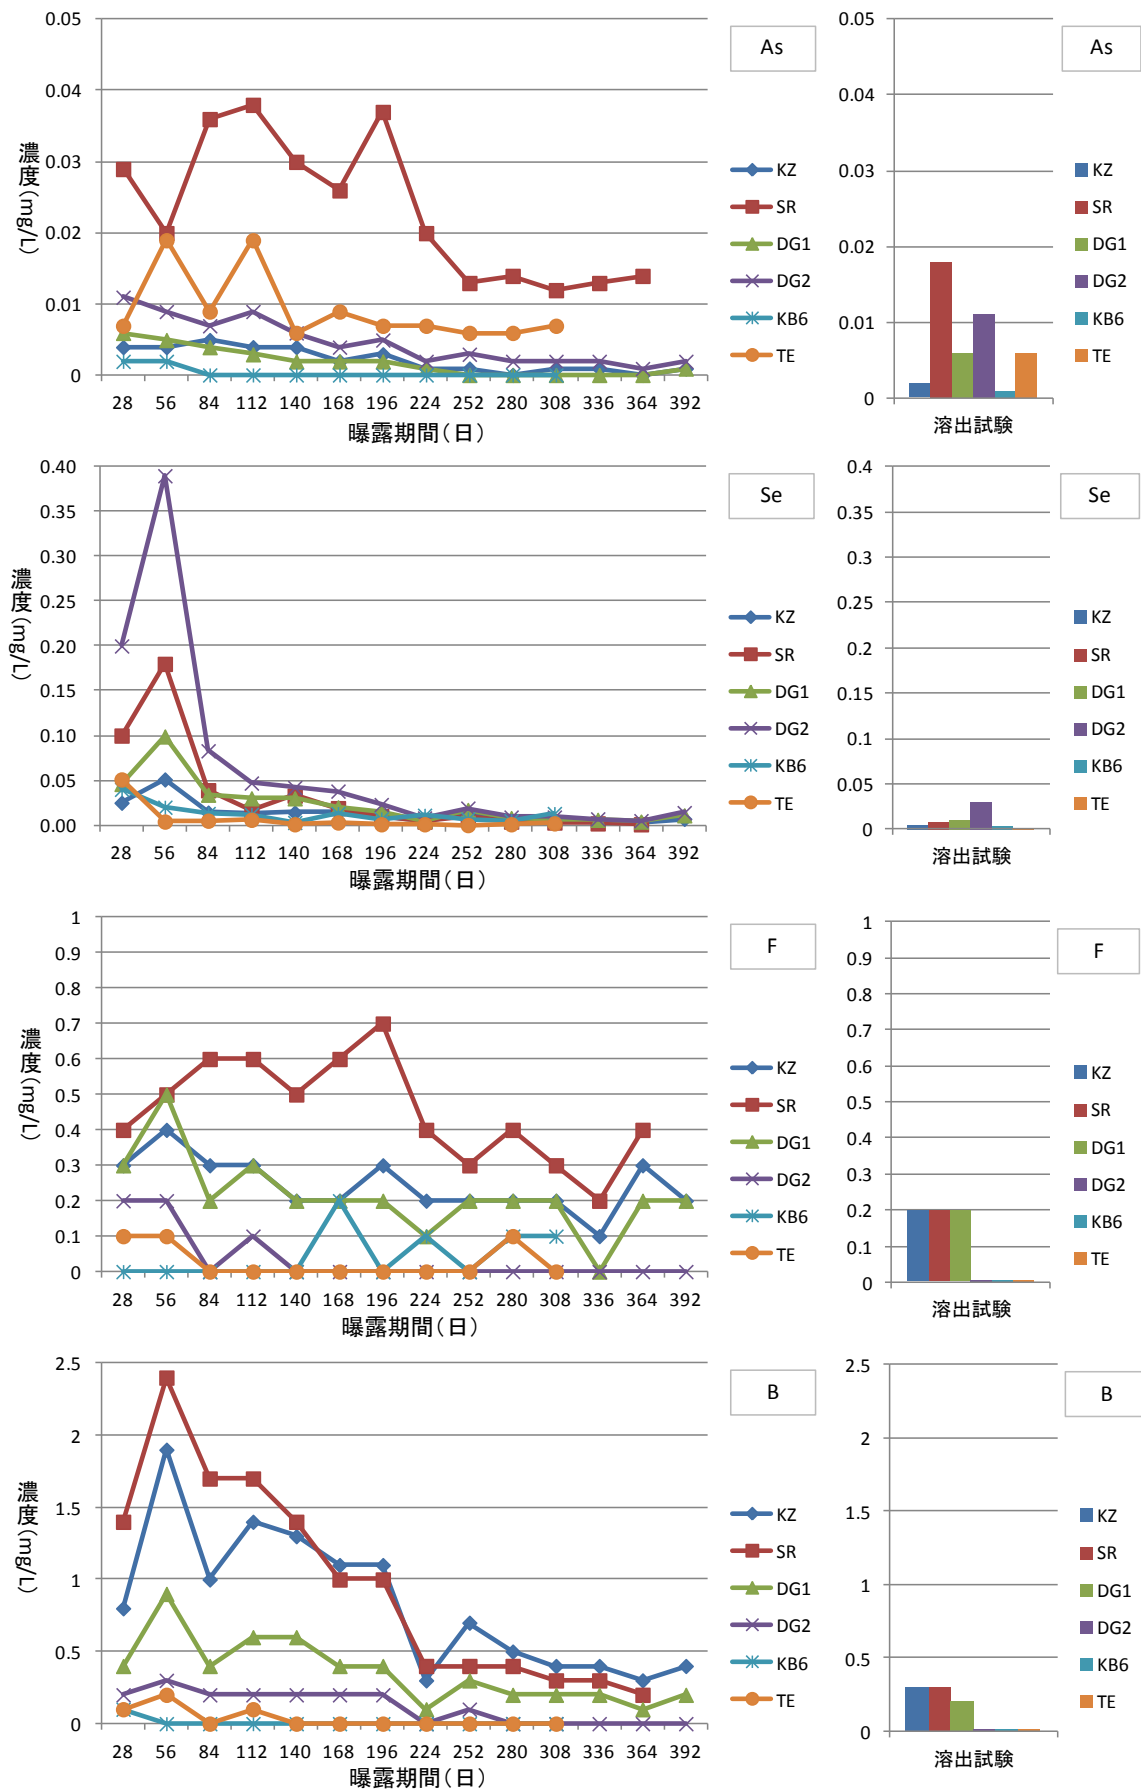 0.05
0.04
0.03
0.02
0.01
0
濃度(mg/L)
28 56 84 112 140 168 196 224 252 280 308 336 364 392
曝露期間(日)
As
KZ
SR
DG1
DG2
KB6
TE
0.05
0.04
0.03
0.02
0.01
0
溶出試験
As
KZ
SR
DG1
DG2
KB6
TE
0.40
0.35
0.30
0.25
0.20
0.15
0.10
0.05
0.00
濃度(mg/L)
28 56 84 112 140 168 196 224 252 280 308 336 364 392
曝露期間(日)
Se
KZ
SR
DG1
DG2
KB6
TE
0.4
0.35
0.3
0.25
0.2
0.15
0.1
0.05
0
溶出試験
Se
KZ
SR
DG1
DG2
KB6
TE
1
0.9
0.8
0.7
0.6
0.5
0.4
0.3
0.2
0.1
0
濃度(mg/L)
28 56 84 112 140 168 196 224 252 280 308 336 364 392
曝露期間(日)
F
KZ
SR
DG1
DG2
KB6
TE
1
0.9
0.8
0.7
0.6
0.5
0.4
0.3
0.2
0.1
0
溶出試験
F
KZ
SR
DG1
DG2
KB6
TE
2.5
2
1.5
1
0.5
0
濃度(mg/L)
28 56 84 112 140 168 196 224 252 280 308 336 364 392
曝露期間(日)
B
KZ
SR
DG1
DG2
KB6
TE
2.5
2
1.5
1
0.5
0
溶出試験
B
KZ
SR
DG1
DG2
KB6
TE